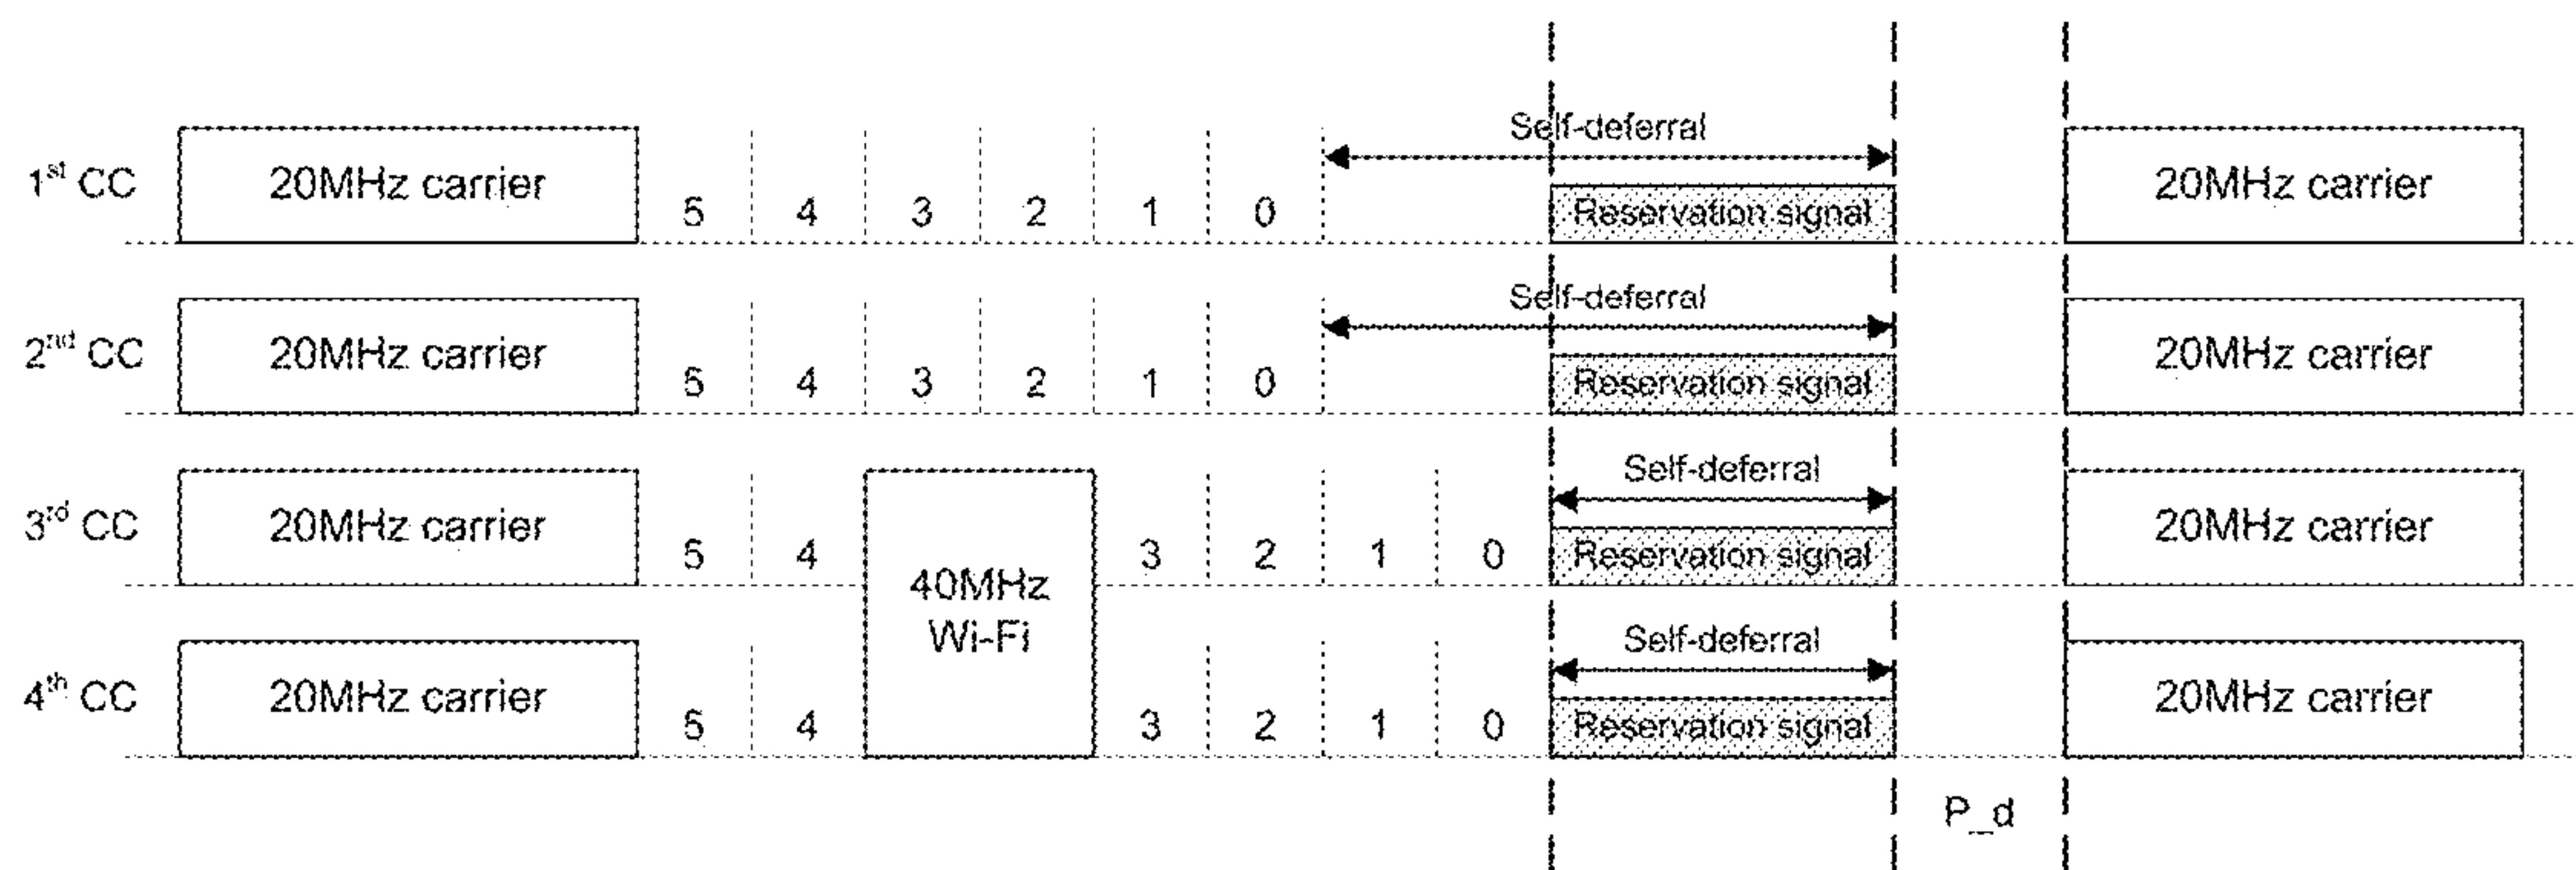 Self-deferral
1st CC 20MHz carrier 5 4 3 2 1 0 Reservation signal 20MHz carrier
Self-deferral
2nd CC 20MHz carrier 5 4 3 2 1 0 Reservation signal 20MHz carrier
Self-deferral
3rd CC 20MHz carrier 5 4 3 2 1 0 Reservation signal 20MHz carrier
40MHz
Wi-Fi
Self-deferral
4th CC 20MHz carrier 5 4 3 2 1 0 Reservation signal 20MHz carrier
P_d